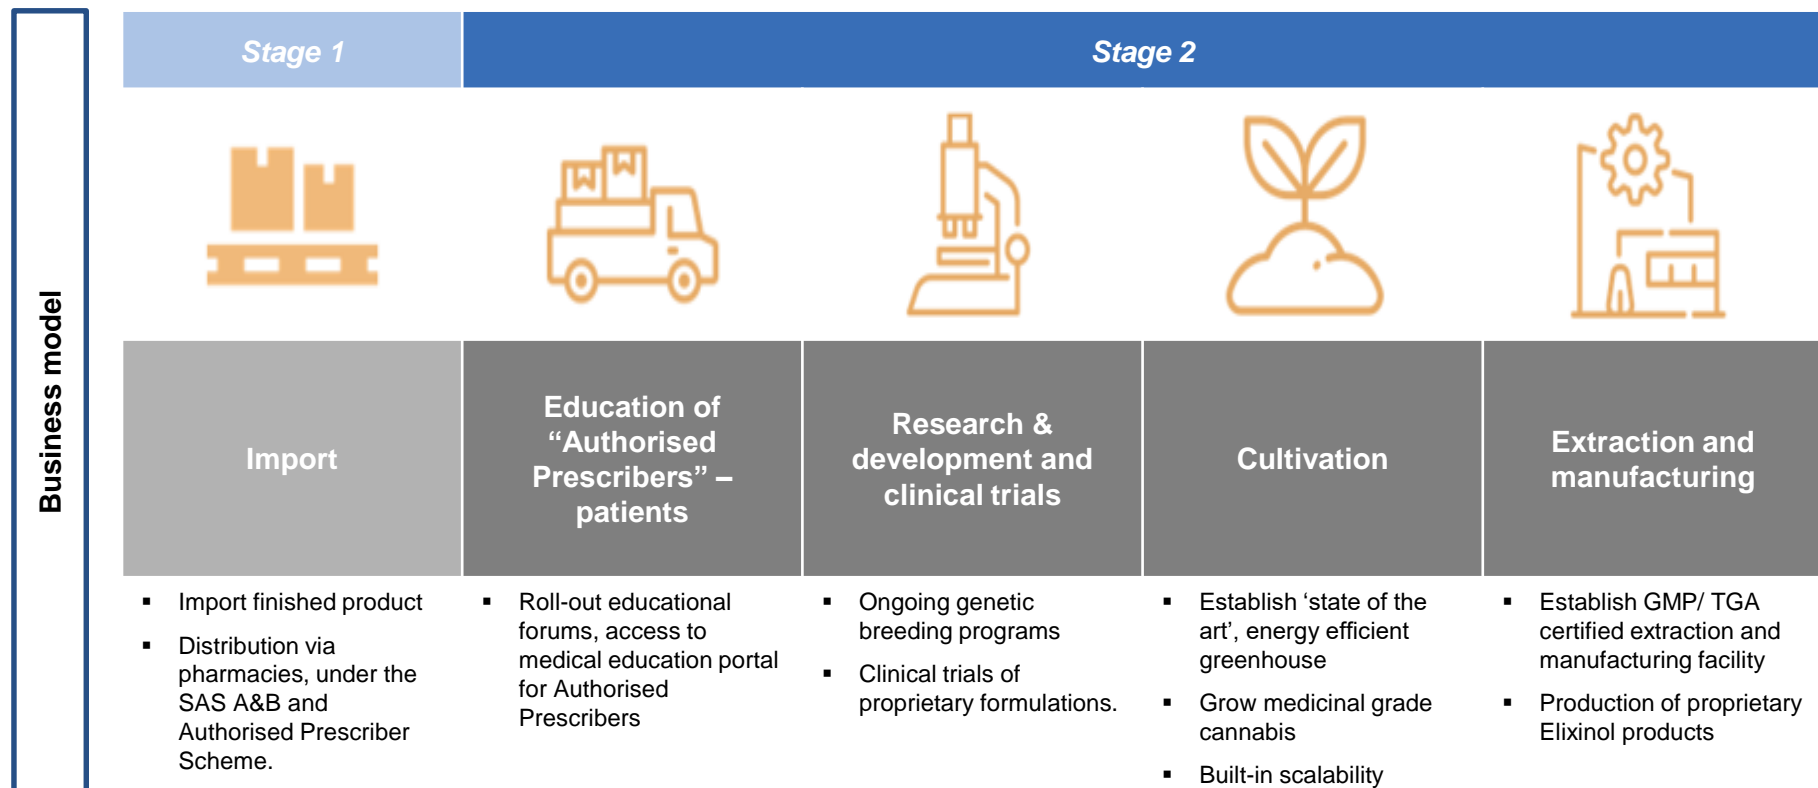 Business model
Stage 1
Stage 2
Import
Education of
“Authorised
Prescribers” –
patients
Research &
development and
clinical trials
Cultivation
Extraction and
manufacturing
▪ Import finished product
▪ Distribution via
pharmacies, under the
SAS A&B and
Authorised Prescriber
Scheme.
▪ Roll-out educational
forums, access to
medical education portal
for Authorised
Prescribers
▪ Ongoing genetic
breeding programs
▪ Clinical trials of
proprietary formulations.
▪ Establish ‘state of the
art’, energy efficient
greenhouse
▪ Grow medicinal grade
cannabis
▪ Built-in scalability
▪ Establish GMP/ TGA
certified extraction and
manufacturing facility
▪ Production of proprietary
Elixinol products